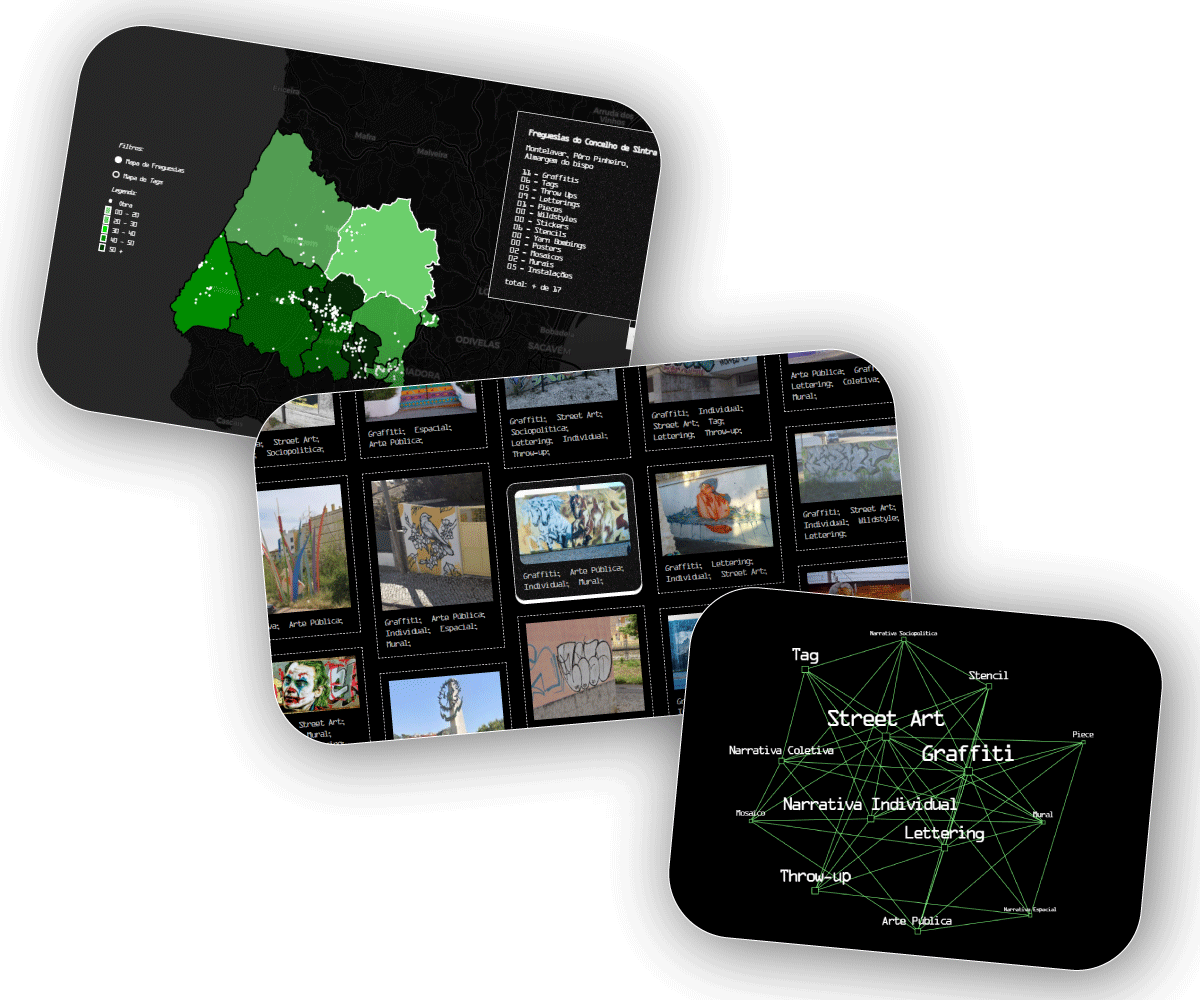 Filtros:
Mapa de Freguesias
Mapa de Tags
Legenda:
Obra
00 - 20
20 - 30
30 - 40
40 - 50
50 +
Mafra
Malveira
Arruda dos
Vinhos
ODIVELAS
SACAVÉM
Freguesias do Concelho de Sintra
Montelavar, Pêro Pinheiro,
Almargem do bispo
11 - Graffitis
06 - Tags
05 - Throw Ups
09 - Letterings
01 - Pieces
00 - Wildstyles
00 - Stickers
06 - Stencils
00 - Yarn Bombings
00 - Posters
02 - Mosaicos
02 - Murais
05 - Instalações
total: + de 17
Street Art;
Sociopolitica;
Graffiti; Espacial;
Arte Pública;
Graffiti; Street Art;
Sociopolitica;
Lettering; Individual;
Throw-up;
Graffiti; Individual;
Street Art; Tag;
Lettering; Throw-up;
Arte Pública; Graff
Lettering; Coletiva;
Mural;
Arte Pública;
Graffiti; Arte Pública;
Individual; Espacial;
Mural;
Graffiti; Arte Pública;
Individual; Mural;
Graffiti; Lettering;
Individual; Street Art;
Graffiti; Street Art;
Individual; Wildstyle;
Lettering;
Street Art;
Mural;
Narrativa Sociopolitica
Tag
Stencil
Street Art
Piece
Narrativa Coletiva
Graffiti
Narrativa Individual
Mosaico
Mural
Lettering
Throw-up
Narrativa Espacial
Arte Pública